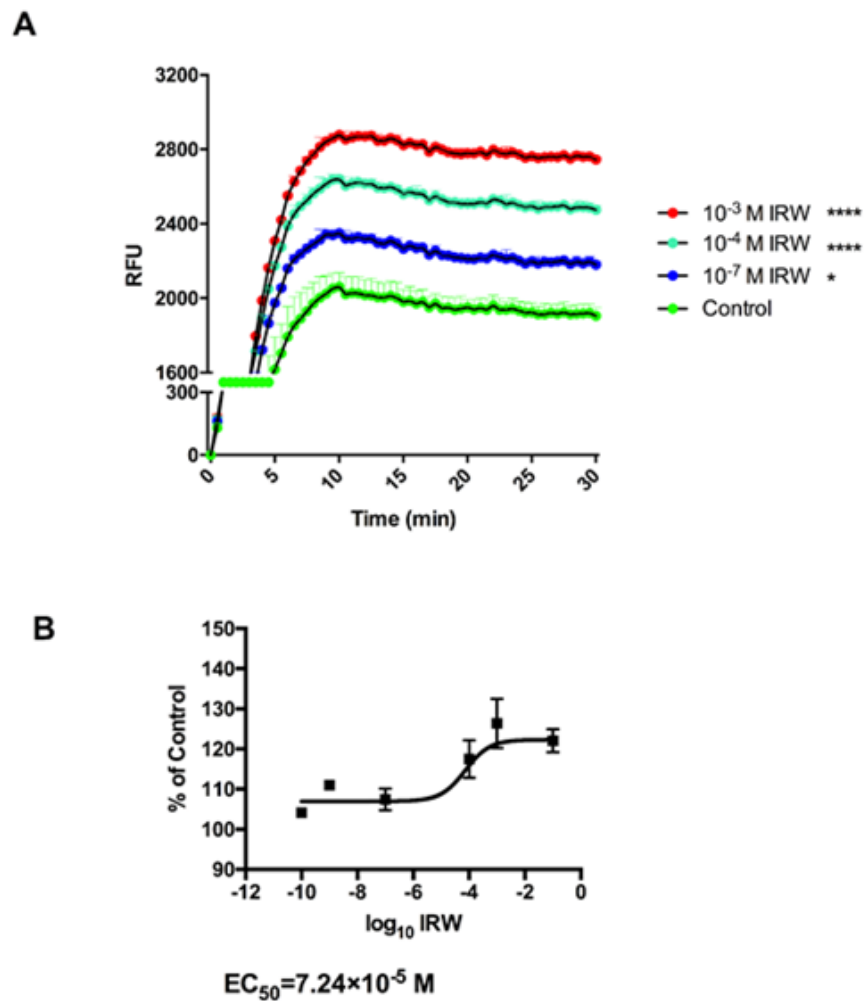 A
3200
2800
2400
2000
1600
300
0
RFU
0 5 10 15 20 25 30
Time (min)
10⁻³ M IRW ****
10⁻⁴ M IRW ****
10⁻⁷ M IRW *
Control
B
150
140
130
120
110
100
90
% of Control
-12 -10 -8 -6 -4 -2 0
log₁₀ IRW
EC₅₀=7.24×10⁻⁵ M